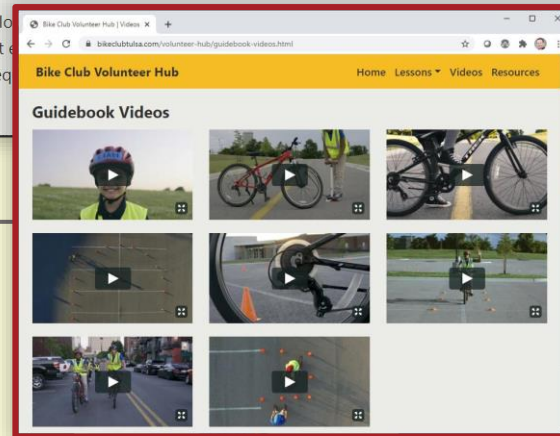 Bike Club Volunteer Hub | Videos
bikeclubtulsa.com/volunteer-hub/guidebook-videos.html
Bike Club Volunteer Hub
Home Lessons Videos Resources
Guidebook Videos